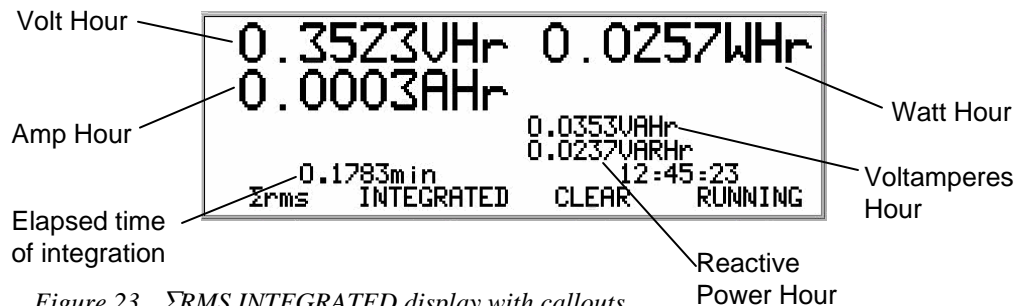 Volt Hour
0.3523VHr 0.0257WHr
0.0003AHr
Amp Hour
Watt Hour
0.0353VAHr
0.0237VARHr
0.1783min 12:45:23
Σrms INTEGRATED CLEAR RUNNING
Voltamperes
Hour
Elapsed time
of integration
Reactive
Power Hour
Figure 23 ΣRMS INTEGRATED display with callouts